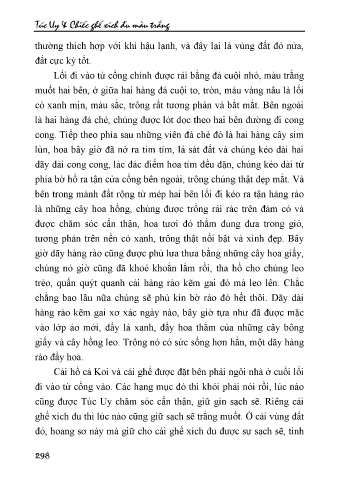 Túc Uy & Chiếc ghế xích đu màu trắng
thường thích hợp với khí hậu lạnh, và đây lại là vùng đất đó nữa,
đất cực kỳ tốt.
Lối đi vào từ cổng chính được rải bằng đá cuội nhỏ, màu trắng
muốt hai bên, ở giữa hai hàng đá cuội to, tròn, màu vàng nâu là lối
cỏ xanh mịn, màu sắc, trông rất tương phản và bắt mắt. Bên ngoài
là hai hàng đá chẻ, chúng được lót dọc theo hai bên đường đi cong
cong. Tiếp theo phía sau những viên đá chẻ đó là hai hàng cây sim
lùn, hoa bây giờ đã nở ra tím tím, lá sát đất và chúng kéo dài hai
dãy dài cong cong, lác đác điểm hoa tím đều dặn, chúng kéo dài từ
phía bờ hồ ra tận cửa cổng bên ngoài, trông chúng thật đẹp mắt. Và
bên trong mảnh đất rộng từ mép hai bên lối đi kéo ra tận hàng rào
là những cây hoa hồng, chúng được trồng rải rác trên đám cỏ và
được chăm sóc cẩn thận, hoa tươi đỏ thắm đung đưa trong gió,
tương phản trên nền cỏ xanh, trông thật nổi bật và xinh đẹp. Bây
giờ dãy hàng rào cũng được phủ lưa thưa bằng những cây hoa giấy,
chúng nó giờ cũng đã khoẻ khoắn lắm rồi, tha hồ cho chúng leo
trèo, quấn quýt quanh cái hàng rào kẽm gai đó mà leo lên. Chắc
chẳng bao lâu nữa chúng sẽ phủ kín bờ rào đó hết thôi. Dãy dài
hàng rào kẽm gai xơ xác ngày nào, bây giờ tựa như đã được mặc
vào lớp áo mới, đầy lá xanh, đầy hoa thắm của những cây bông
giấy và cây hồng leo. Trông nó có sức sống hơn hẳn, một dãy hàng
rào đầy hoa.
Cái hồ cá Koi và cái ghế được đặt bên phải ngôi nhà ở cuối lối
đi vào từ cổng vào. Các hạng mục đó thì khỏi phải nói rồi, lúc nào
cũng được Túc Uy chăm sóc cẩn thận, giữ gìn sạch sẽ. Riêng cái
ghế xích đu thì lúc nào cũng giữ sạch sẽ trắng muốt. Ở cái vùng đất
đỏ, hoang sơ này mà giữ cho cái ghế xích đu được sự sạch sẽ, tinh
298